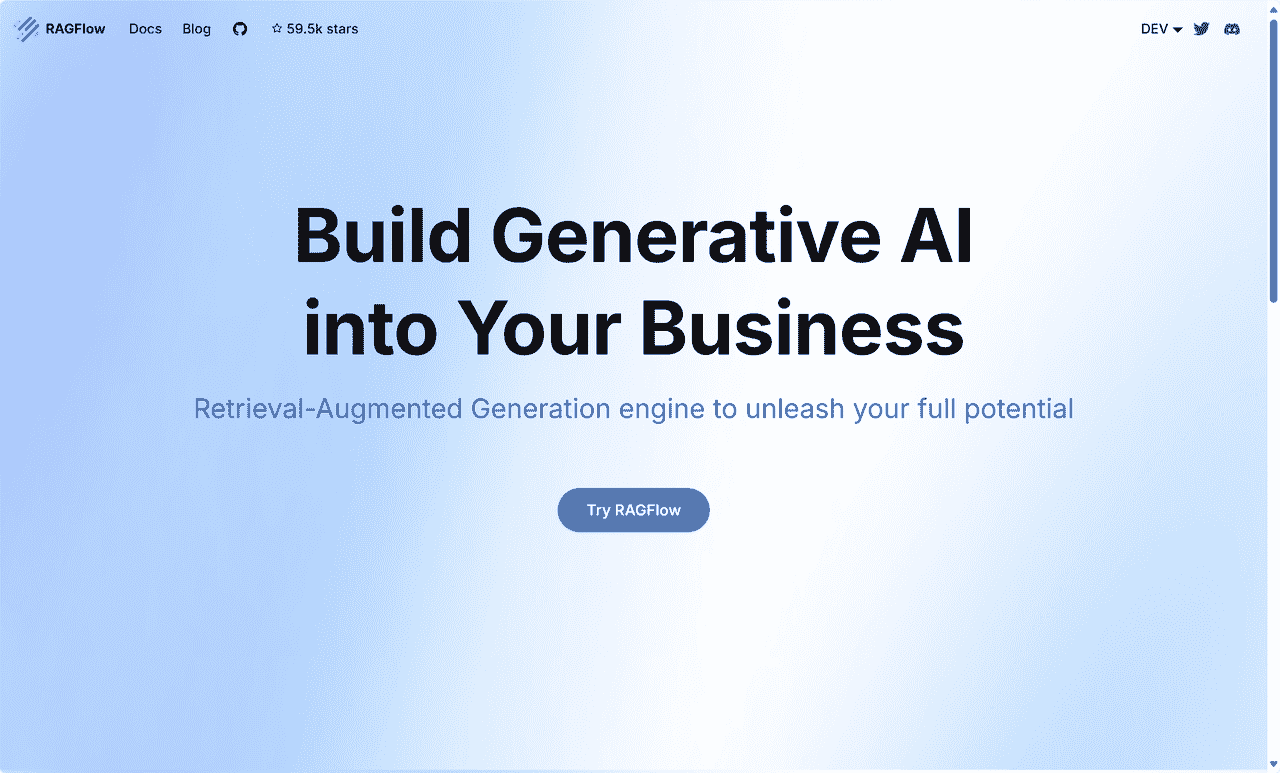 RAGFlow Docs Blog 59.5k stars DEV
Build Generative AI
into Your Business
Retrieval-Augmented Generation engine to unleash your full potential
Try RAGFlow